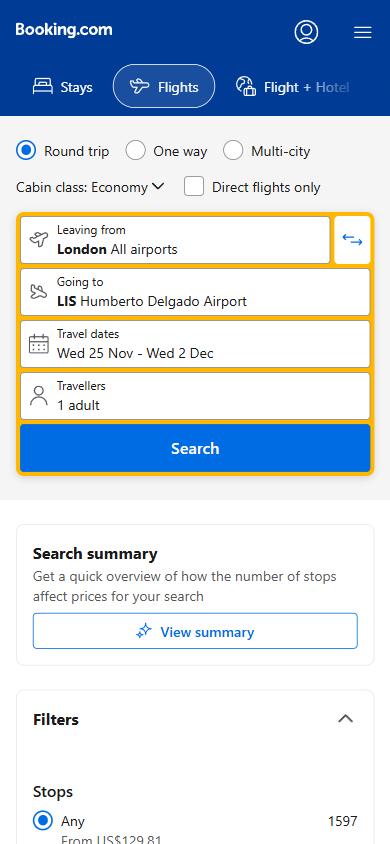 Booking.com
Stays
Flights
Flight + Hotel
Round trip
One way
Multi-city
Cabin class: Economy
Direct flights only
Leaving from
London All airports
Going to
LIS Humberto Delgado Airport
Travel dates
Wed 25 Nov - Wed 2 Dec
Travellers
1 adult
Search
Search summary
Get a quick overview of how the number of stops
affect prices for your search
View summary
Filters
Stops
Any
1597
From US$129.81